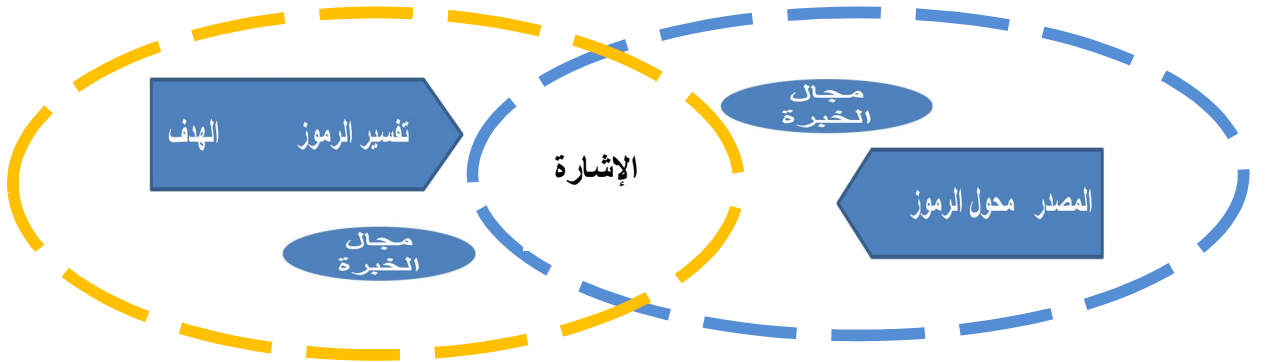 مجال
الخبرة
المصدر محول الرموز
الإشارة
تفسير الرموز الهدف
مجال
الخبرة